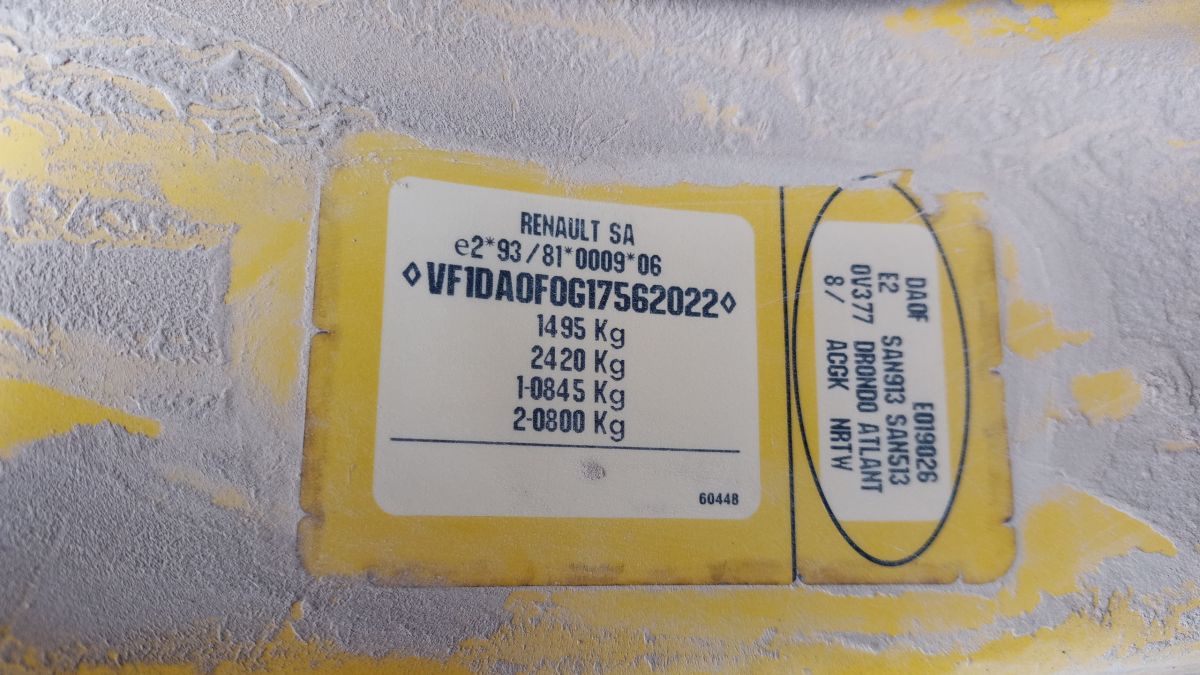 RENAULT SA
e2*93/81*0009*06
◊VF1DA0F0G17562022◊
1495 Kg
2420 Kg
1-0845 Kg
2-0800 Kg
60448
DA0F E019026
E2 SAN913 SAN513
0V377 DRONDO ATLANT
8/ ACGK NRTW